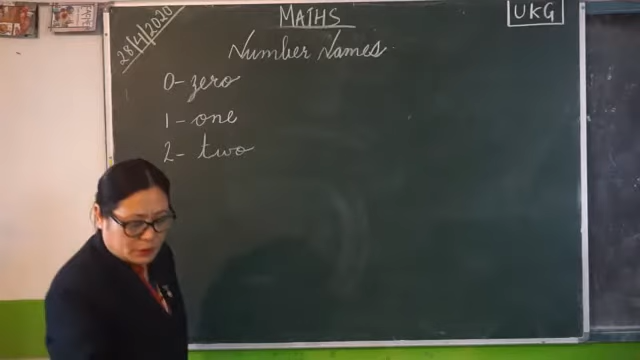 28/4/2020
MATHS
UKG
Number Names
0- zero
1- one
2- two